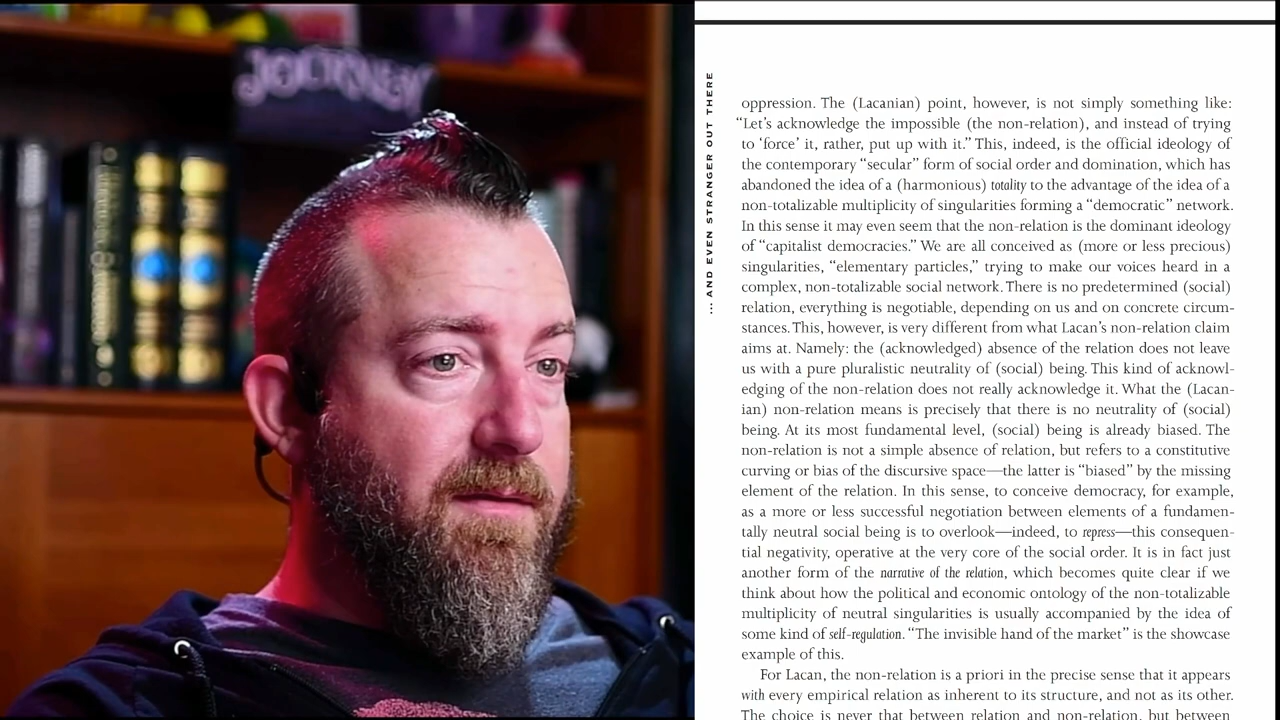 JOURNEY
... AND EVEN STRANGER OUT THERE
oppression. The (Lacanian) point, however, is not simply something like:
“Let’s acknowledge the impossible (the non-relation), and instead of trying
to ‘force’ it, rather, put up with it.” This, indeed, is the official ideology of
the contemporary “secular” form of social order and domination, which has
abandoned the idea of a (harmonious) totality to the advantage of the idea of a
non-totalizable multiplicity of singularities forming a “democratic” network.
In this sense it may even seem that the non-relation is the dominant ideology
of “capitalist democracies.” We are all conceived as (more or less precious)
singularities, “elementary particles,” trying to make our voices heard in a
complex, non-totalizable social network. There is no predetermined (social)
relation, everything is negotiable, depending on us and on concrete circum-
stances. This, however, is very different from what Lacan’s non-relation claim
aims at. Namely: the (acknowledged) absence of the relation does not leave
us with a pure pluralistic neutrality of (social) being. This kind of acknowl-
edging of the non-relation does not really acknowledge it. What the (Lacan-
ian) non-relation means is precisely that there is no neutrality of (social)
being. At its most fundamental level, (social) being is already biased. The
non-relation is not a simple absence of relation, but refers to a constitutive
curving or bias of the discursive space—the latter is “biased” by the missing
element of the relation. In this sense, to conceive democracy, for example,
as a more or less successful negotiation between elements of a fundamen-
tally neutral social being is to overlook—indeed, to repress—this consequen-
tial negativity, operative at the very core of the social order. It is in fact just
another form of the narrative of the relation, which becomes quite clear if we
think about how the political and economic ontology of the non-totalizable
multiplicity of neutral singularities is usually accompanied by the idea of
some kind of self-regulation. “The invisible hand of the market” is the showcase
example of this.
For Lacan, the non-relation is a priori in the precise sense that it appears
with every empirical relation as inherent to its structure, and not as its other.
The choice is never that between relation and non-relation, but between